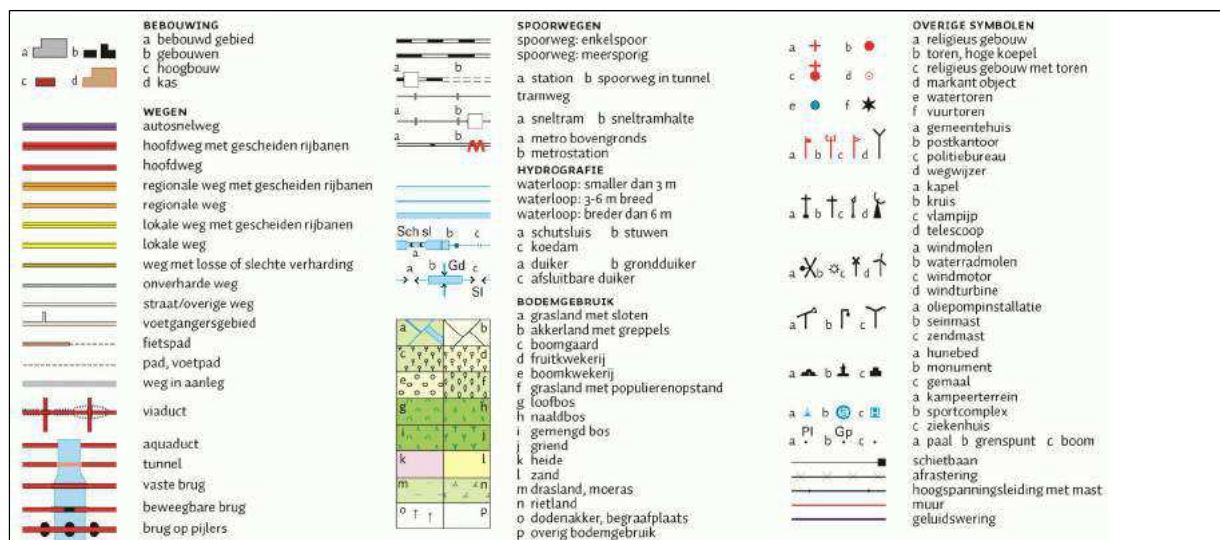 BEBOUWING
a bebouwd gebied
a b
b gebouwen
c hoogbouw
c d
d kas
WEGEN
autosnelweg
hoofdweg met gescheiden rijbanen
hoofdweg
regionale weg met gescheiden rijbanen
regionale weg
lokale weg met gescheiden rijbanen
lokale weg
weg met losse of slechte verharding
onverharde weg
straat/overige weg
voetgangersgebied
fietspad
pad, voetpad
weg in aanleg
viaduct
aquaduct
tunnel
vaste brug
beweegbare brug
brug op pijlers
SPOORWEGEN
spoorweg: enkelspoor
spoorweg: meersporig
a b
a station b spoorweg in tunnel
tramweg
a b
a sneltram b sneltramhalte
a b
a metro bovengronds
b metrostation
HYDROGRAFIE
waterloop: smaller dan 3 m
waterloop: 3-6 m breed
waterloop: breder dan 6 m
Sch sl b c
a
a schutsluis b stuwen
c koedam
a b Gd c
Sl
a duiker b grondduiker
c afsluitbare duiker
BODEMGEBRUIK
a b
c d
e f
g h
i j
k l
m n
o p
a grasland met sloten
b akkerland met greppels
c boomgaard
d fruitkwekerij
e boomkwekerij
f grasland met populierenopstand
g loofbos
h naaldbos
i gemengd bos
j griend
k heide
l zand
m drasland, moeras
n rietland
o dodenakker, begraafplaats
p overig bodemgebruik
OVERIGE SYMBOLEN
a b
c d
e f
a religieus gebouw
b toren, hoge koepel
c religieus gebouw met toren
d markant object
e watertoren
f vuurtoren
a b c d
a gemeentehuis
b postkantoor
c politiebureau
d wegwijzer
a b c d
a kapel
b kruis
c vlampijp
d telescoop
a b c d
a windmolen
b waterradmolen
c windmotor
d windturbine
a b c
a oliepompinstallatie
b seinmast
c zendmast
a b c
a hunebed
b monument
c gemaal
a b c
a kampeerterrein
b sportcomplex
c ziekenhuis
Pl Gp
a b c
a paal b grenspunt c boom
schietbaan
afrastering
hoogspanningsleiding met mast
muur
geluidswering